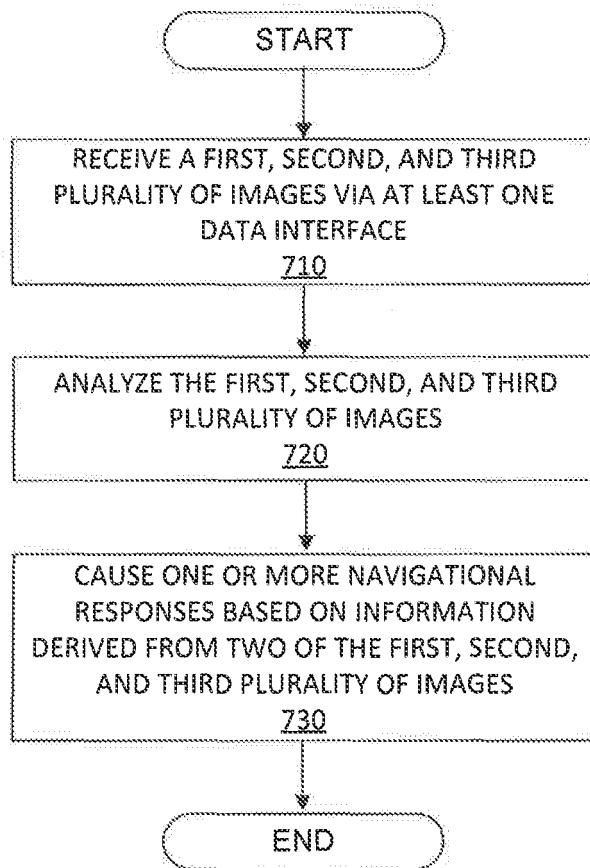 START
RECEIVE A FIRST, SECOND, AND THIRD
PLURALITY OF IMAGES VIA AT LEAST ONE
DATA INTERFACE
710
ANALYZE THE FIRST, SECOND, AND THIRD
PLURALITY OF IMAGES
720
CAUSE ONE OR MORE NAVIGATIONAL
RESPONSES BASED ON INFORMATION
DERIVED FROM TWO OF THE FIRST, SECOND,
AND THIRD PLURALITY OF IMAGES
730
END